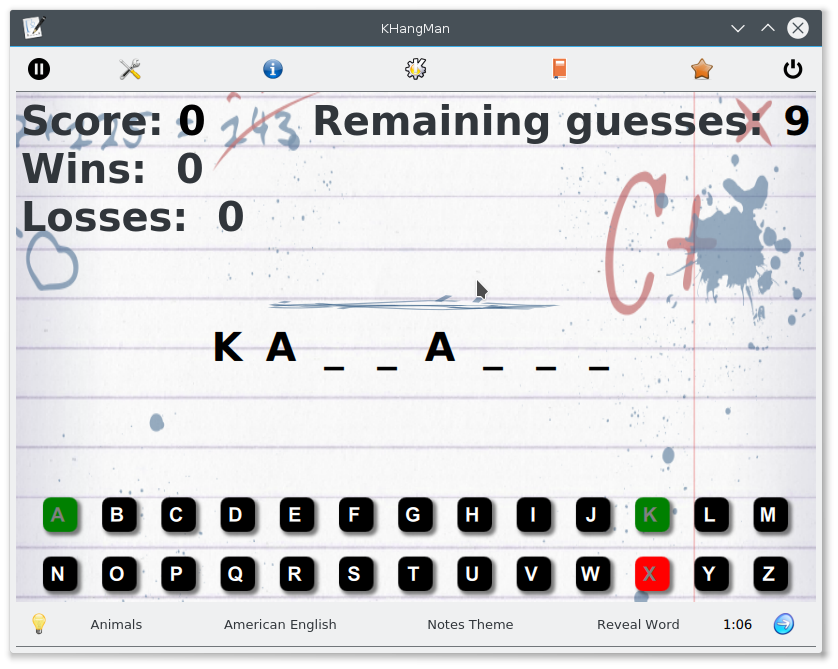 KHangMan
Score: 0
Remaining guesses: 9
Wins: 0
Losses: 0
C+
K A _ _ A _ _ _
A B C D E F G H I J K L M
N O P Q R S T U V W X Y Z
Animals American English Notes Theme Reveal Word 1:06